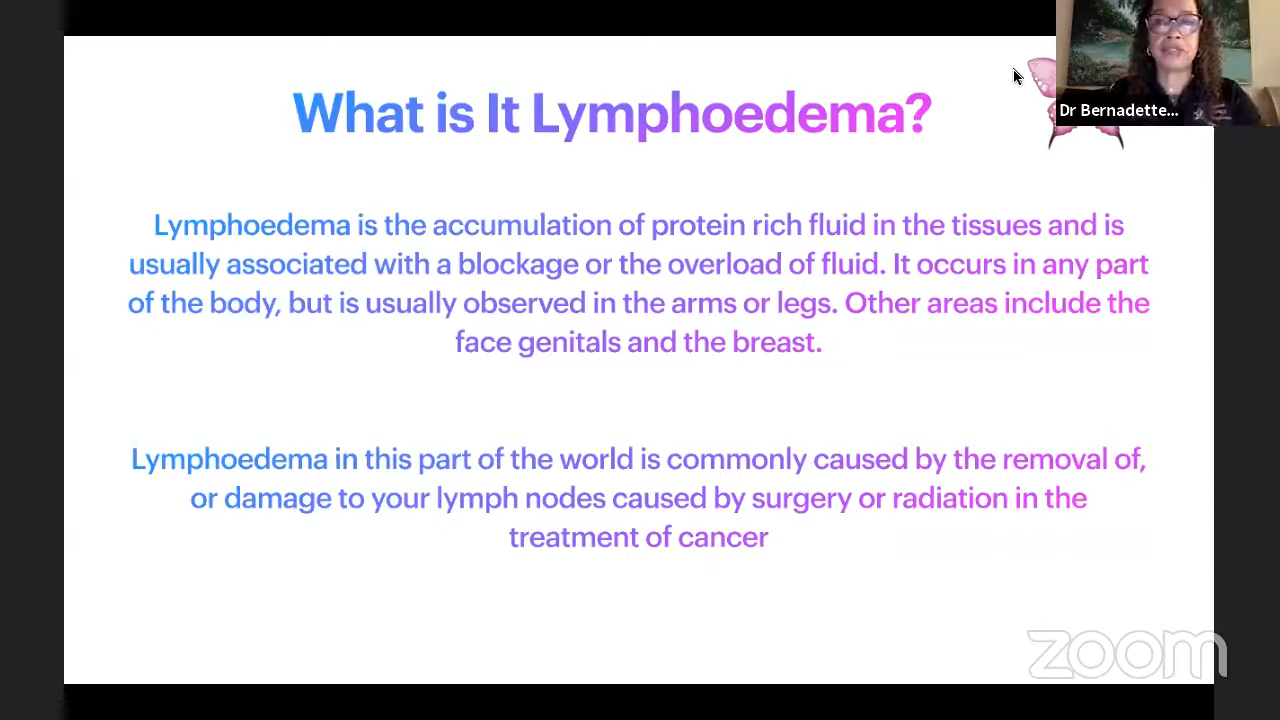 What is It Lymphoedema?
Dr Bernadette...
Lymphoedema is the accumulation of protein rich fluid in the tissues and is
usually associated with a blockage or the overload of fluid. It occurs in any part
of the body, but is usually observed in the arms or legs. Other areas include the
face genitals and the breast.
Lymphoedema in this part of the world is commonly caused by the removal of,
or damage to your lymph nodes caused by surgery or radiation in the
treatment of cancer
zoom